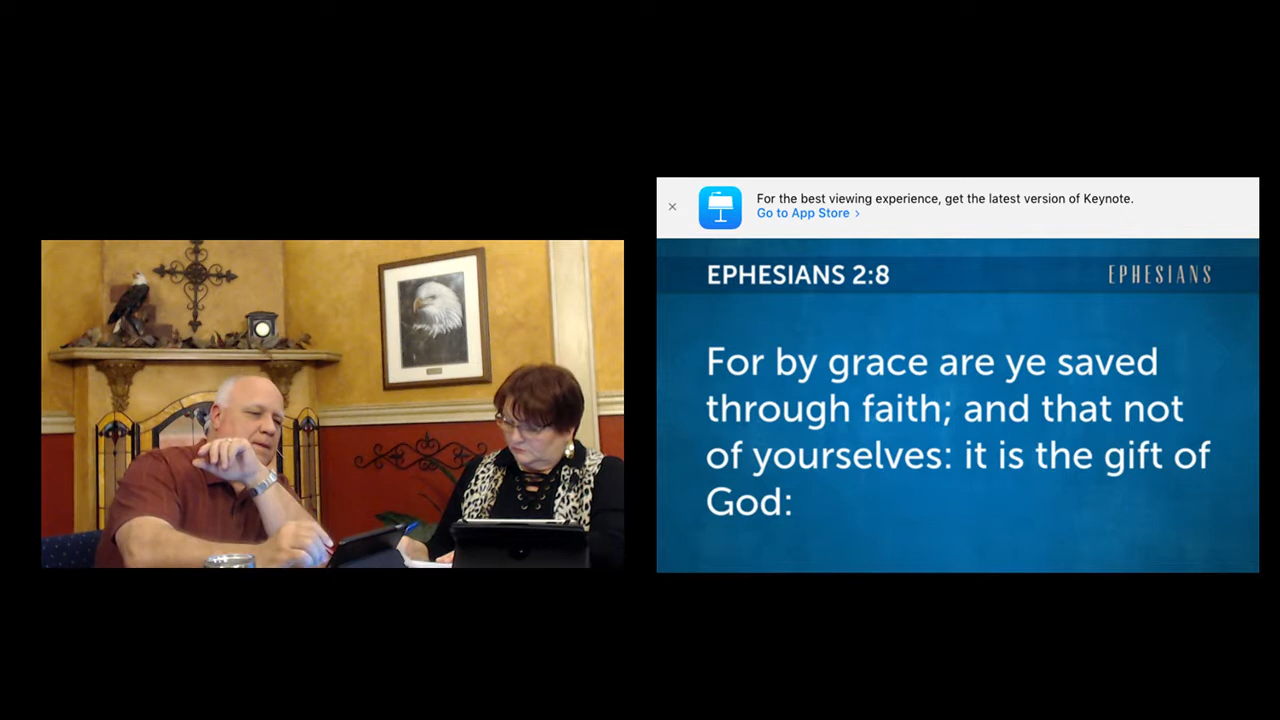 For the best viewing experience, get the latest version of Keynote.
Go to App Store >
EPHESIANS 2:8
EPHESIANS
For by grace are ye saved
through faith; and that not
of yourselves: it is the gift of
God: